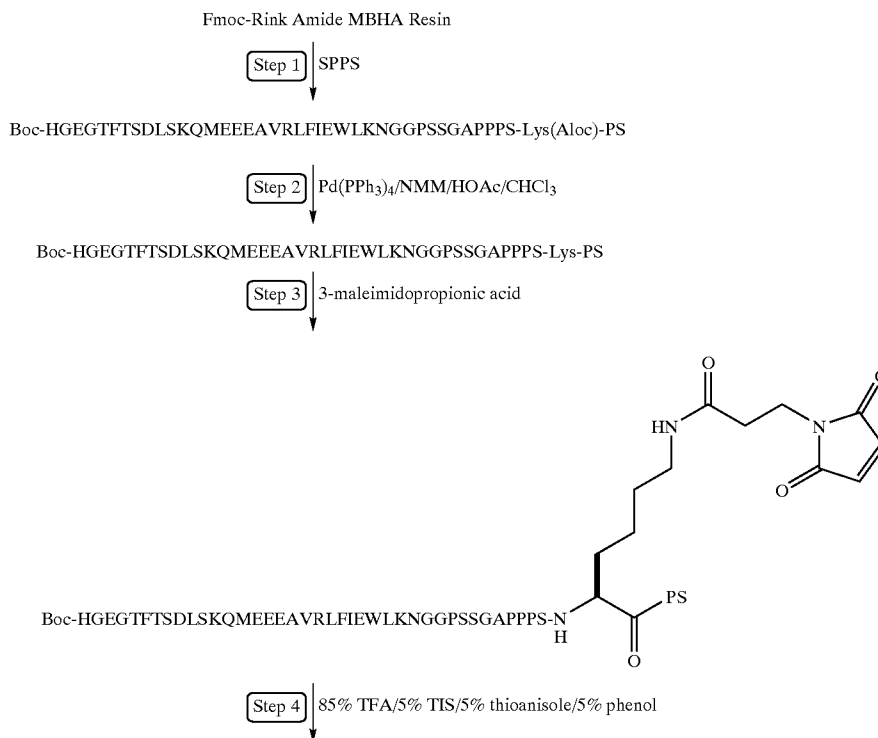 Fmoc-Rink Amide MBHA Resin
Step 1 SPPS
Boc-HGEGTFTSDLSKQMEEEAVRLFIEWLKNGGPSSGAPPPS-Lys(Aloc)-PS
Step 2 Pd(PPh3)4/NMM/HOAc/CHCl3
Boc-HGEGTFTSDLSKQMEEEAVRLFIEWLKNGGPSSGAPPPS-Lys-PS
Step 3 3-maleimidopropionic acid
O
O
HN
N
O
PS
Boc-HGEGTFTSDLSKQMEEEAVRLFIEWLKNGGPSSGAPPPS-N
H
O
Step 4 85% TFA/5% TIS/5% thioanisole/5% phenol